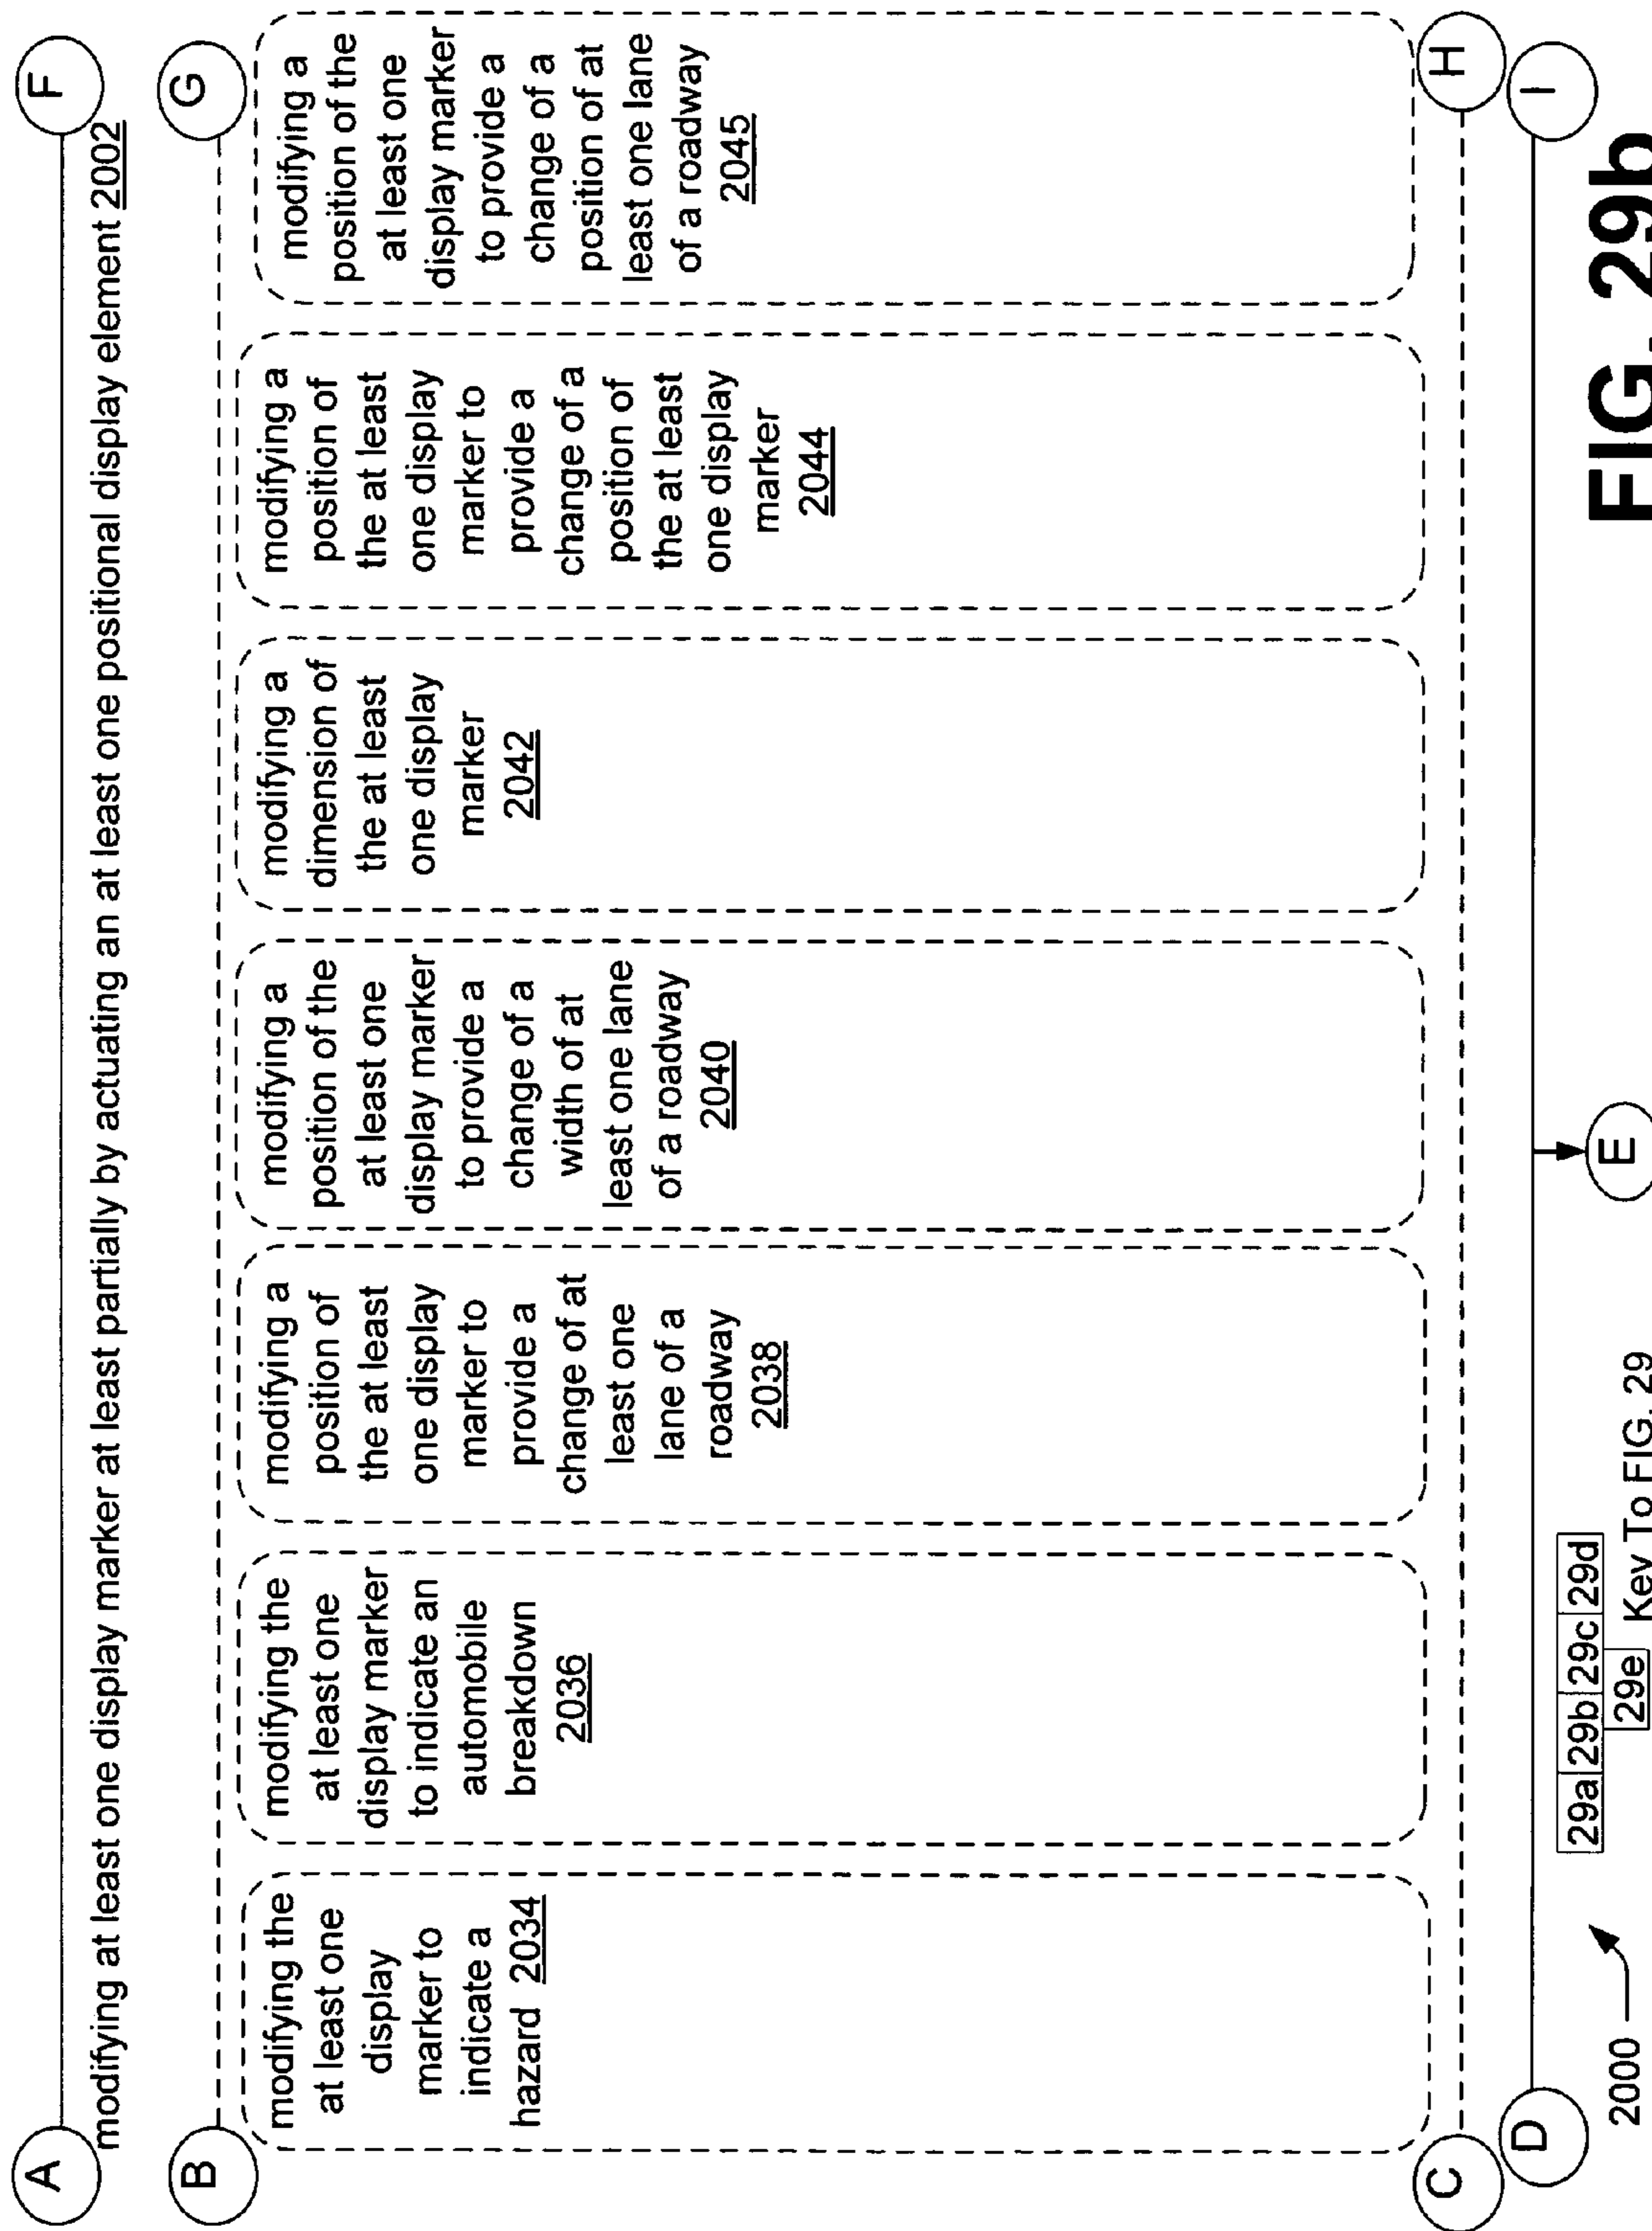 A
F
modifying at least one display marker at least partially by actuating an at least one positional display element 2002
B
G
modifying the
at least one
display
marker to
indicate a
hazard 2034
modifying the
at least one
display marker
to indicate an
automobile
breakdown
2036
modifying a
position of
the at least
one display
marker to
provide a
change of at
least one
lane of a
roadway
2038
modifying a
position of the
at least one
display marker
to provide a
change of a
width of at
least one lane
of a roadway
2040
modifying a
dimension of
the at least
one display
marker
2042
modifying a
position of
the at least
one display
marker to
provide a
change of a
position of
the at least
one display
marker
2044
modifying a
position of the
at least one
display marker
to provide a
change of a
position of at
least one lane
of a roadway
2045
C
H
D
I
E
2000
29a 29b 29c 29d
29e
Key To FIG. 29
FIG. 29b